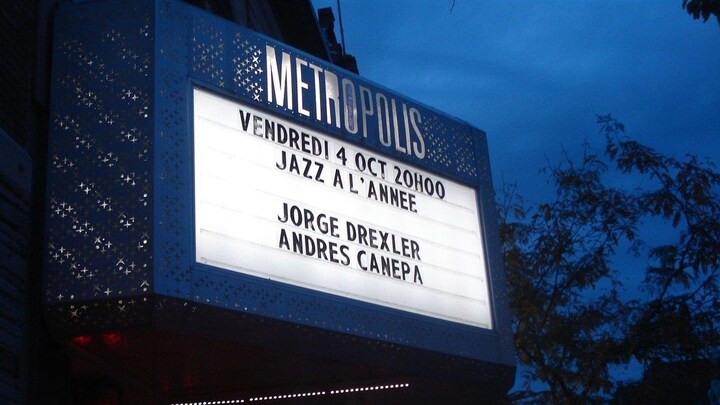 METROPOLIS
VENDREDI 4 OCT 20H00
JAZZ A L'ANNEE
JORGE DREXLER
ANDRES CANEPA